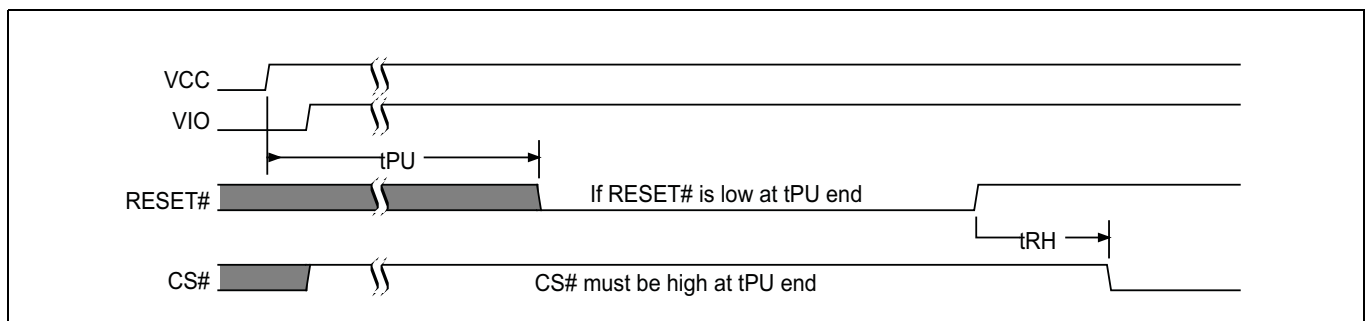 VCC
VIO
tPU
RESET#
If RESET# is low at tPU end
tRH
CS#
CS# must be high at tPU end